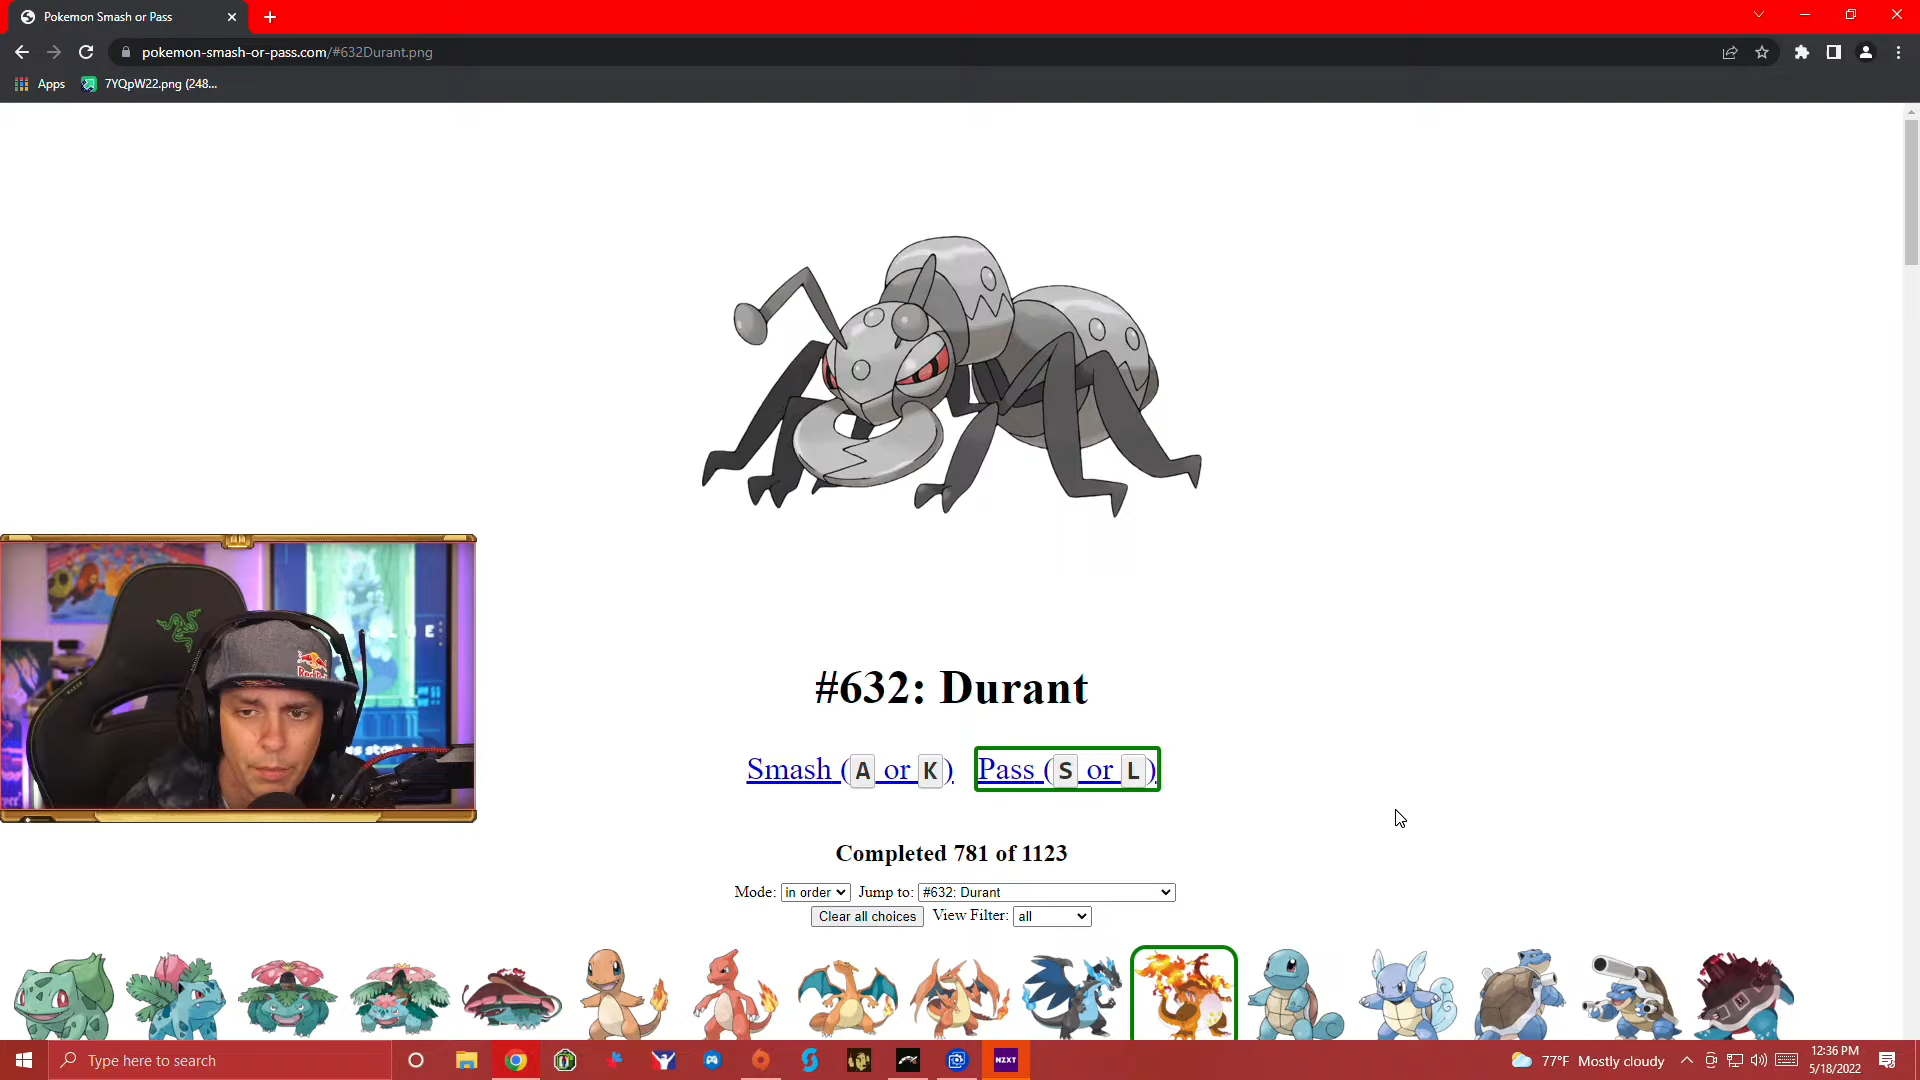 Pokemon Smash or Pass
pokemon-smash-or-pass.com/#632Durant.png
Apps
7YQpW22.png (248...
#632: Durant
Smash (A or K) Pass (S or L)
Completed 781 of 1123
Mode: in order Jump to: #632: Durant
Clear all choices View Filter: all
Type here to search
NZXT
77°F Mostly cloudy
12:36 PM
5/18/2022